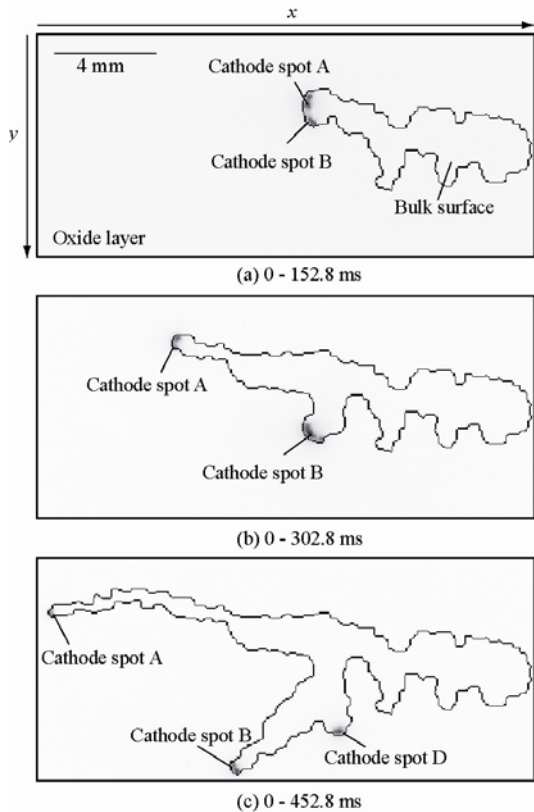 x
4 mm
Cathode spot A
y
Cathode spot B
Bulk surface
Oxide layer
(a) 0 - 152.8 ms
Cathode spot A
Cathode spot B
(b) 0 - 302.8 ms
Cathode spot A
Cathode spot B
Cathode spot D
(c) 0 - 452.8 ms